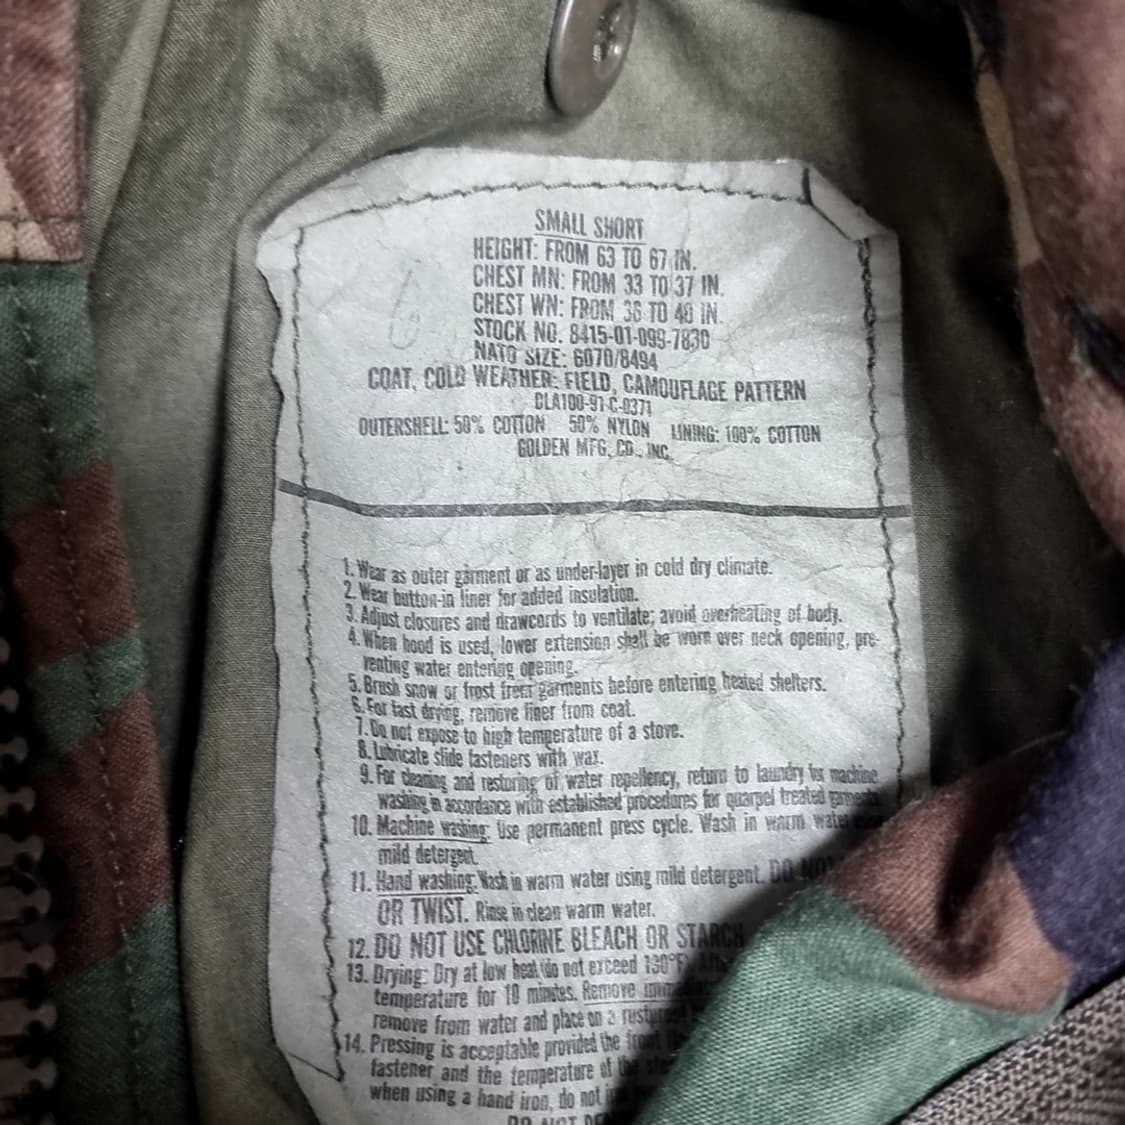 SMALL SHORT
HEIGHT: FROM 63 TO 67 IN.
CHEST MN: FROM 33 TO 37 IN.
CHEST WN: FROM 36 TO 40 IN.
STOCK NO. 8415-01-099-7830
NATO SIZE: 6070/8494
COAT, COLD WEATHER: FIELD, CAMOUFLAGE PATTERN
DLA100-91-C-0371
OUTERSHELL: 50% COTTON 50% NYLON LINING: 100% COTTON
GOLDEN MFG. CO., INC.
1. Wear as outer garment or as under-layer in cold dry climate.
2. Wear button-in liner for added insulation.
3. Adjust closures and drawcords to ventilate; avoid overheating of body.
4. When hood is used, lower extension shall be worn over neck opening, pre-
venting water entering opening.
5. Brush snow or frost from garments before entering heated shelters.
6. For fast drying, remove liner from coat.
7. Do not expose to high temperature of a stove.
8. Lubricate slide fasteners with wax.
9. For cleaning and restoring of water repellency, return to laundry for machine
washing in accordance with established procedures for quarpel treated garments.
10. Machine washing: Use permanent press cycle. Wash in warm water
mild detergent.
11. Hand washing: Wash in warm water using mild detergent. DO NOT
OR TWIST. Rinse in clean warm water.
12. DO NOT USE CHLORINE BLEACH OR STARCH
13. Drying: Dry at low heat (do not exceed 130°F).
temperature for 10 minutes. Remove
remove from water and place on a
14. Pressing is acceptable provided the front
fastener and the temperature of the
when using a hand iron, do not
DO NOT